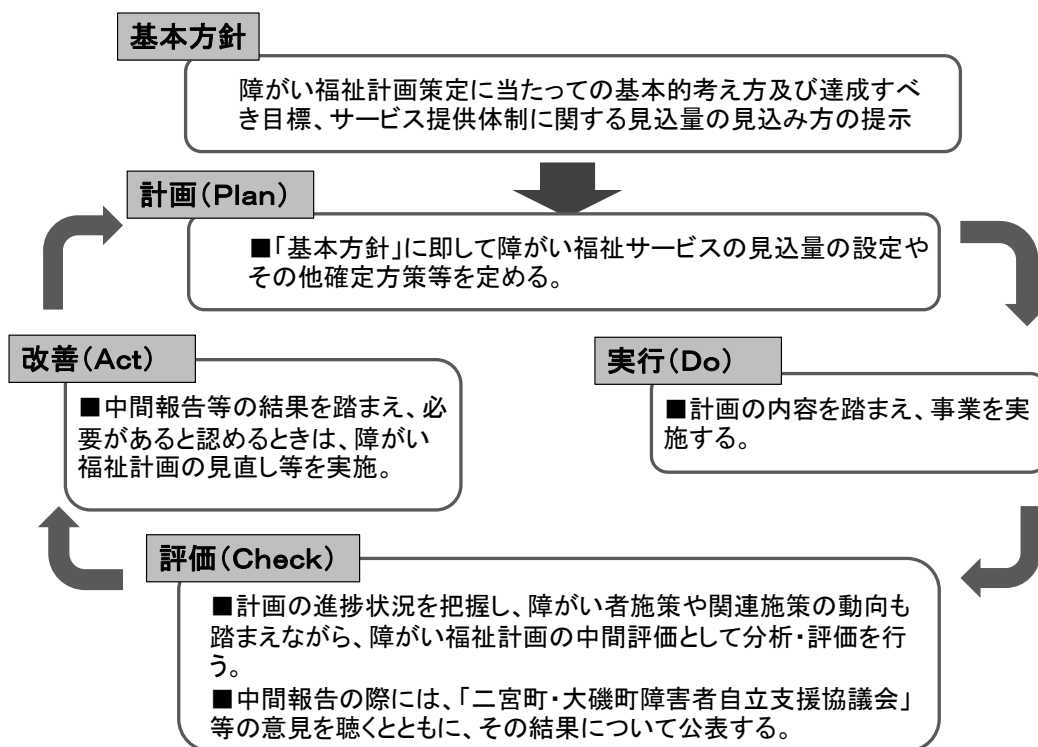 基本方針
障がい福祉計画策定に当たっての基本的考え方及び達成すべ
き目標、サービス提供体制に関する見込量の見込み方の提示
計画(Plan)
■「基本方針」に即して障がい福祉サービスの見込量の設定や
その他確定方策等を定める。
改善(Act)
■中間報告等の結果を踏まえ、必
要があると認めるときは、障がい
福祉計画の見直し等を実施。
実行(Do)
■計画の内容を踏まえ、事業を実
施する。
評価(Check)
■計画の進捗状況を把握し、障がい者施策や関連施策の動向も
踏まえながら、障がい福祉計画の中間評価として分析・評価を行
う。
■中間報告の際には、「二宮町・大磯町障害者自立支援協議会」
等の意見を聴くとともに、その結果について公表する。